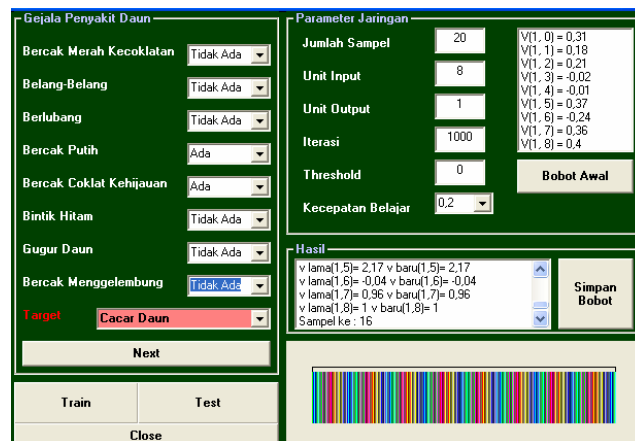 Gejala Penyakit Daun
Bercak Merah Kecoklatan Tidak Ada
Belang-Belang Tidak Ada
Berlubang Tidak Ada
Bercak Putih Ada
Bercak Coklat Kehijauan Ada
Bintik Hitam Tidak Ada
Gugur Daun Tidak Ada
Bercak Menggelembung Tidak Ada
Target Cacar Daun
Next
Train Test
Close
Parameter Jaringan
Jumlah Sampel 20
Unit Input 8
Unit Output 1
Iterasi 1000
Threshold 0
Kecepatan Belajar 0,2
V(1, 0) = 0,31
V(1, 1) = 0,18
V(1, 2) = 0,21
V(1, 3) = -0,02
V(1, 4) = -0,01
V(1, 5) = 0,37
V(1, 6) = -0,24
V(1, 7) = 0,36
V(1, 8) = 0,4
Bobot Awal
Hasil
v lama(1,5)= 2,17 v baru(1,5)= 2,17
v lama(1,6)= -0,04 v baru(1,6)= -0,04
v lama(1,7)= 0,96 v baru(1,7)= 0,96
v lama(1,8)= 1 v baru(1,8)= 1
Sampel ke : 16
Simpan
Bobot